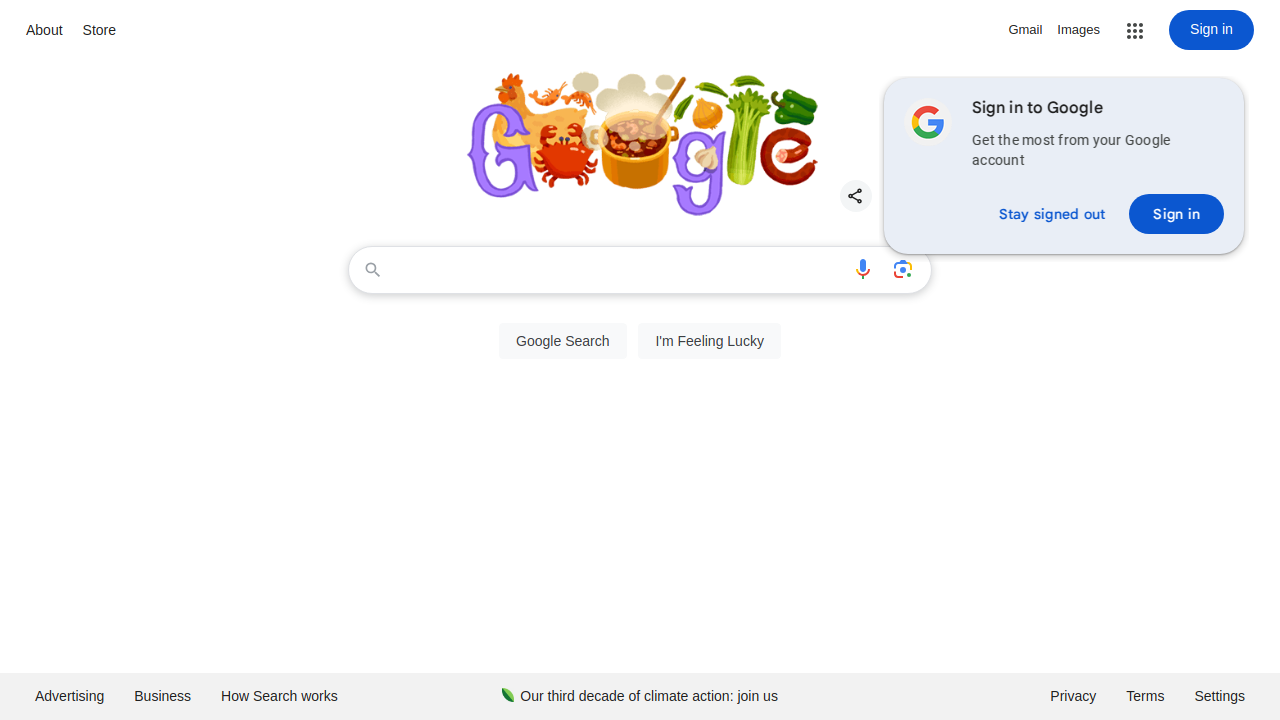 About
Store
Gmail
Images
Sign in
Google
Sign in to Google
Get the most from your Google
account
Stay signed out
Sign in
Google Search
I'm Feeling Lucky
Advertising
Business
How Search works
Our third decade of climate action: join us
Privacy
Terms
Settings